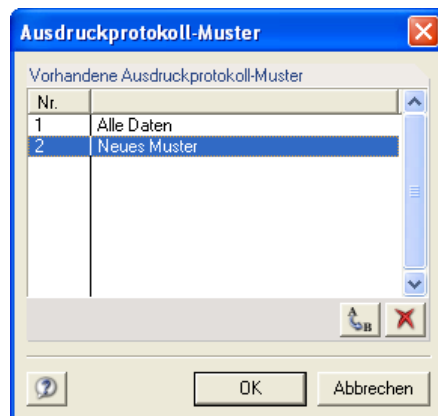 Ausdruckprotokoll-Muster
Vorhandene Ausdruckprotokoll-Muster
Nr.
1 Alle Daten
2 Neues Muster
A B
OK Abbrechen